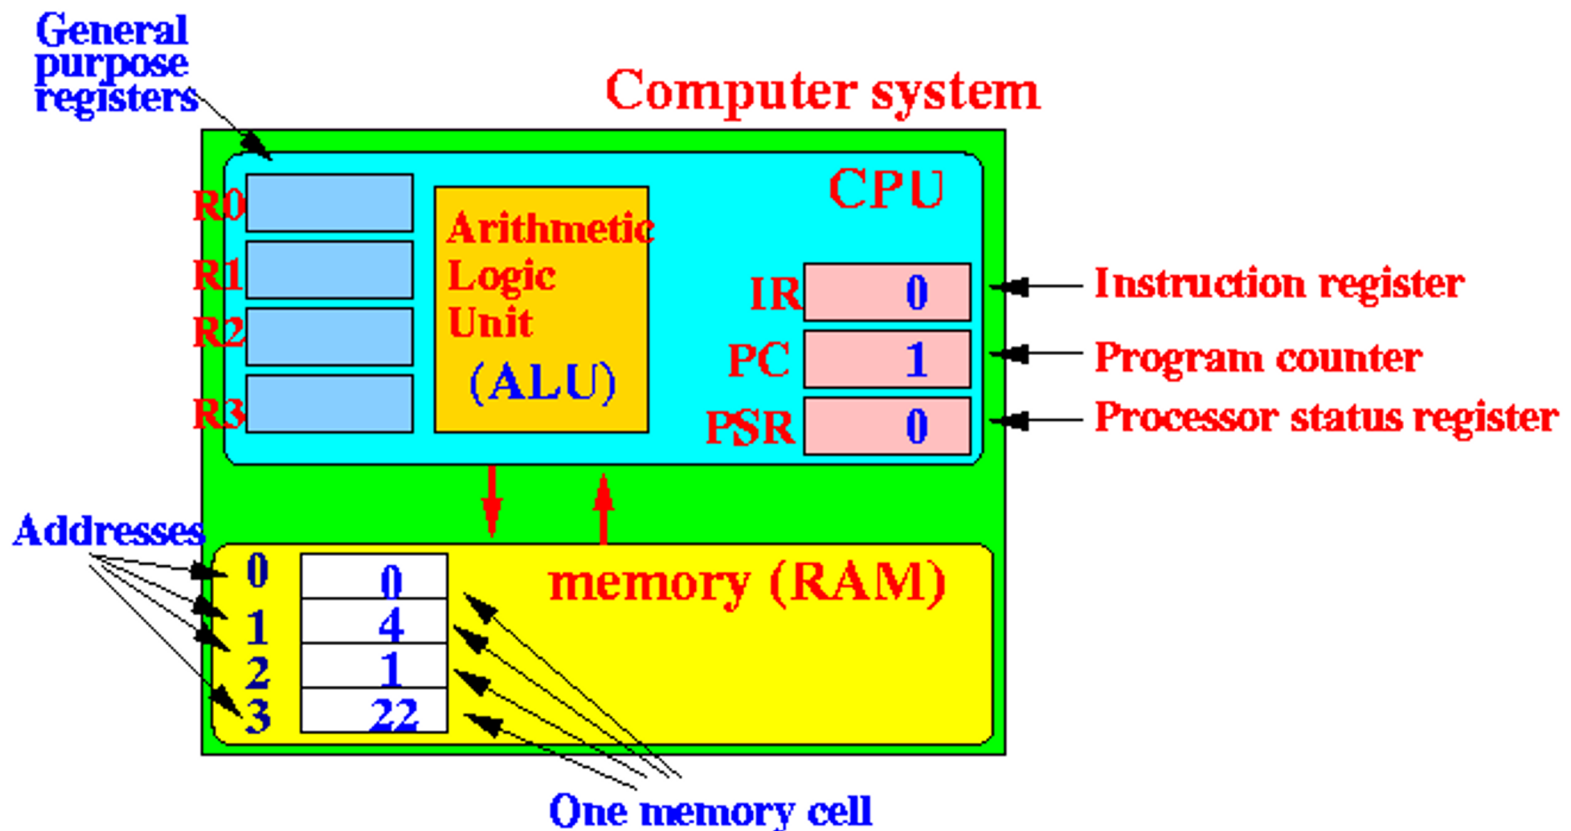 General
purpose
registers
Computer system
CPU
R0
R1
R2
R3
Arithmetic
Logic
Unit
(ALU)
IR 0
Instruction register
PC 1
Program counter
PSR 0
Processor status register
Addresses
memory (RAM)
0 0
1 4
2 1
3 22
One memory cell